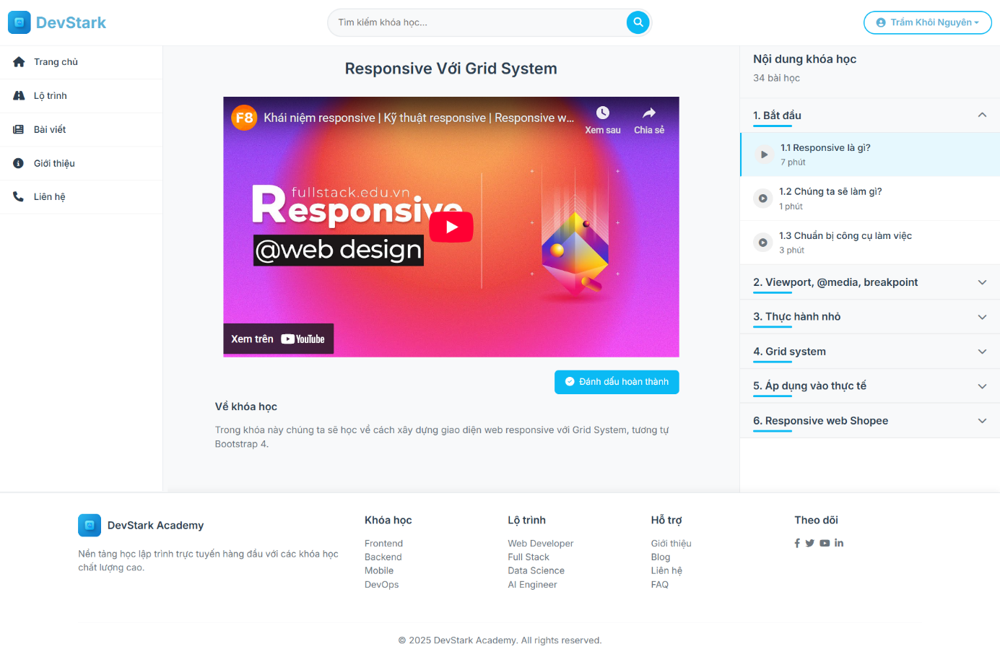 DevStark
Tìm kiếm khóa học...
Trầm Khôi Nguyên
Trang chủ
Lộ trình
Bài viết
Giới thiệu
Liên hệ
Responsive Với Grid System
F8
Khái niệm responsive | Kỹ thuật responsive | Responsive w...
Xem sau
Chia sẻ
fullstack.edu.vn
Responsive
@web design
Xem trên YouTube
Đánh dấu hoàn thành
Về khóa học
Trong khóa này chúng ta sẽ học về cách xây dựng giao diện web responsive với Grid System, tương tự
Bootstrap 4.
Nội dung khóa học
34 bài học
1. Bắt đầu
1.1 Responsive là gì?
7 phút
1.2 Chúng ta sẽ làm gì?
1 phút
1.3 Chuẩn bị công cụ làm việc
3 phút
2. Viewport, @media, breakpoint
3. Thực hành nhỏ
4. Grid system
5. Áp dụng vào thực tế
6. Responsive web Shopee
DevStark Academy
Nền tảng học lập trình trực tuyến hàng đầu với các khóa học
chất lượng cao.
Khóa học
Frontend
Backend
Mobile
DevOps
Lộ trình
Web Developer
Full Stack
Data Science
AI Engineer
Hỗ trợ
Giới thiệu
Blog
Liên hệ
FAQ
Theo dõi
© 2025 DevStark Academy. All rights reserved.